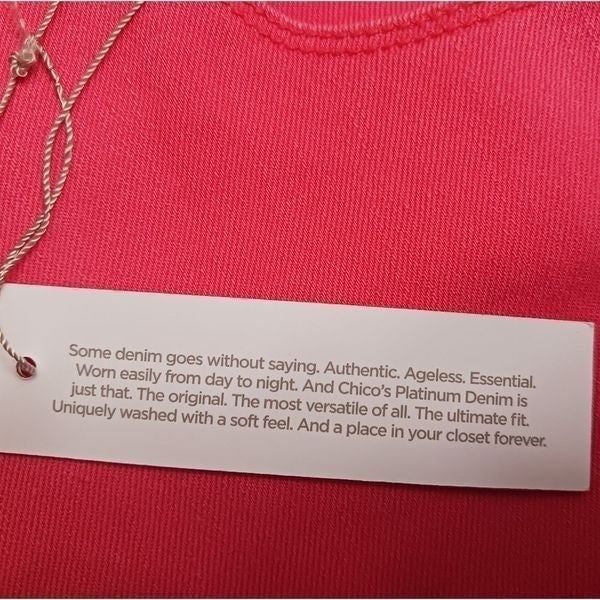 Some denim goes without saying. Authentic. Ageless. Essential.
Worn easily from day to night. And Chico's Platinum Denim is
just that. The original. The most versatile of all. The ultimate fit.
Uniquely washed with a soft feel. And a place in your closet forever.